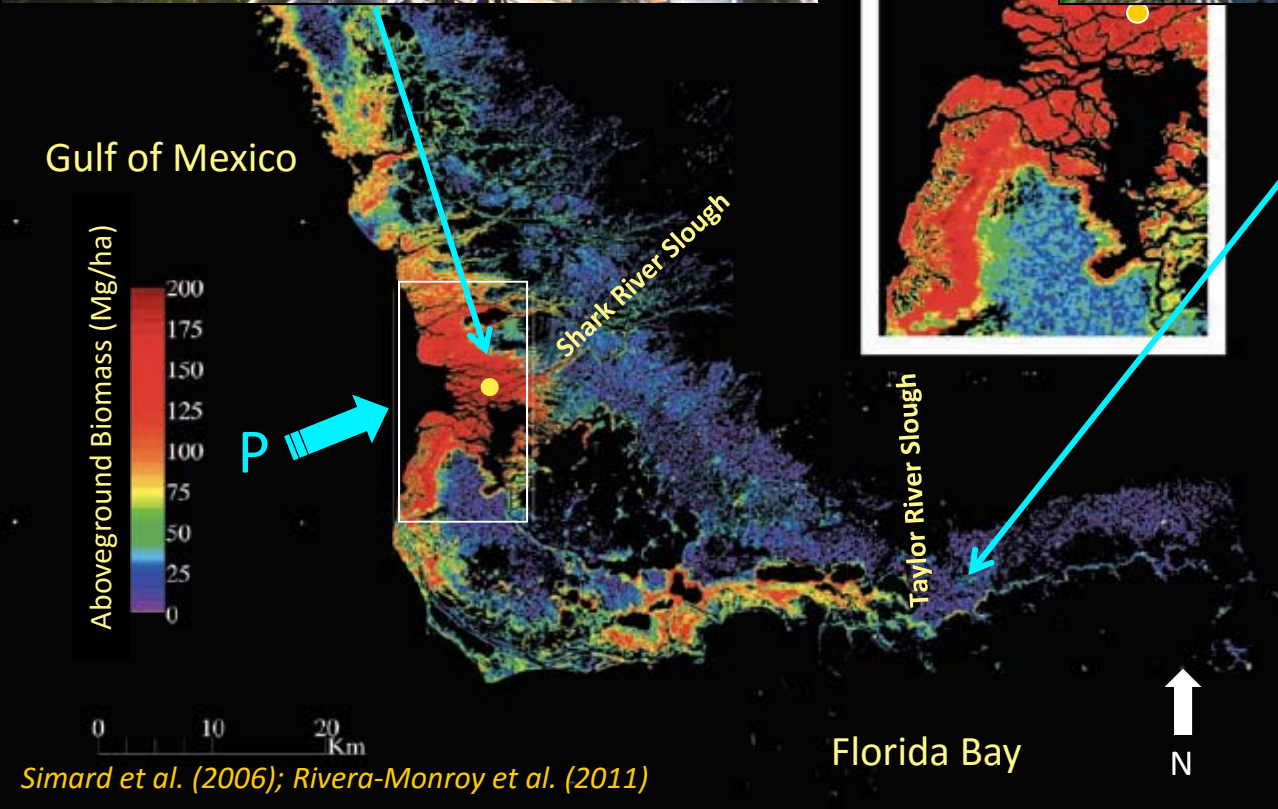 Gulf of Mexico
Aboveground Biomass (Mg/ha)
200
175
150
125
100
75
50
25
0
P
Shark River Slough
Taylor River Slough
0 10 20
Km
Florida Bay
N
Simard et al. (2006); Rivera-Monroy et al. (2011)